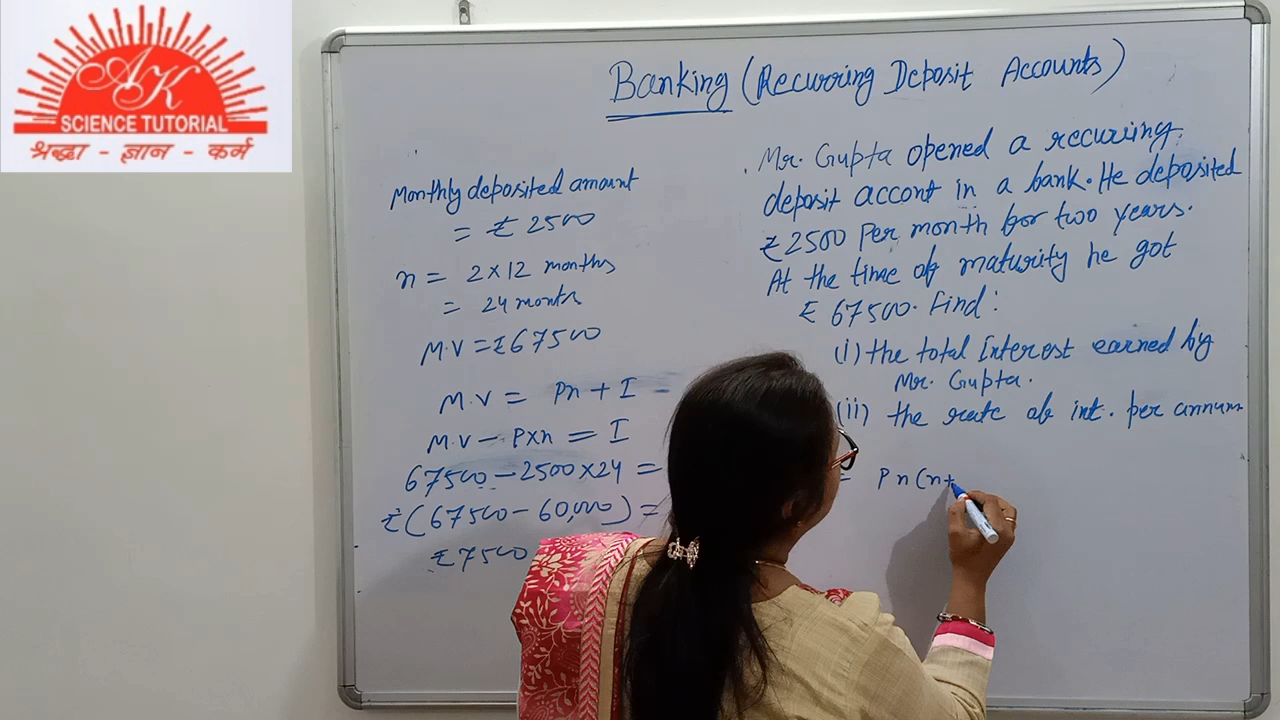 AK
SCIENCE TUTORIAL
श्रद्धा - ज्ञान - कर्म
Banking (Recurring Deposit Accounts)
Mr. Gupta opened a recurring
deposit accont in a bank. He deposited
₹2500 Per month for two years.
At the time of maturity he got
₹ 67500. Find:
(i) the total Interest earned by
Mr. Gupta.
(ii) the rate of int. per annum
Monthly deposited amount
= ₹ 2500
n = 2×12 months
= 24 months
M.V = ₹67500
M.V = Pn + I
M.V - P×n = I
67500 - 2500×24 =
₹(67500 - 60,000) =
₹7500
= Pn(n+